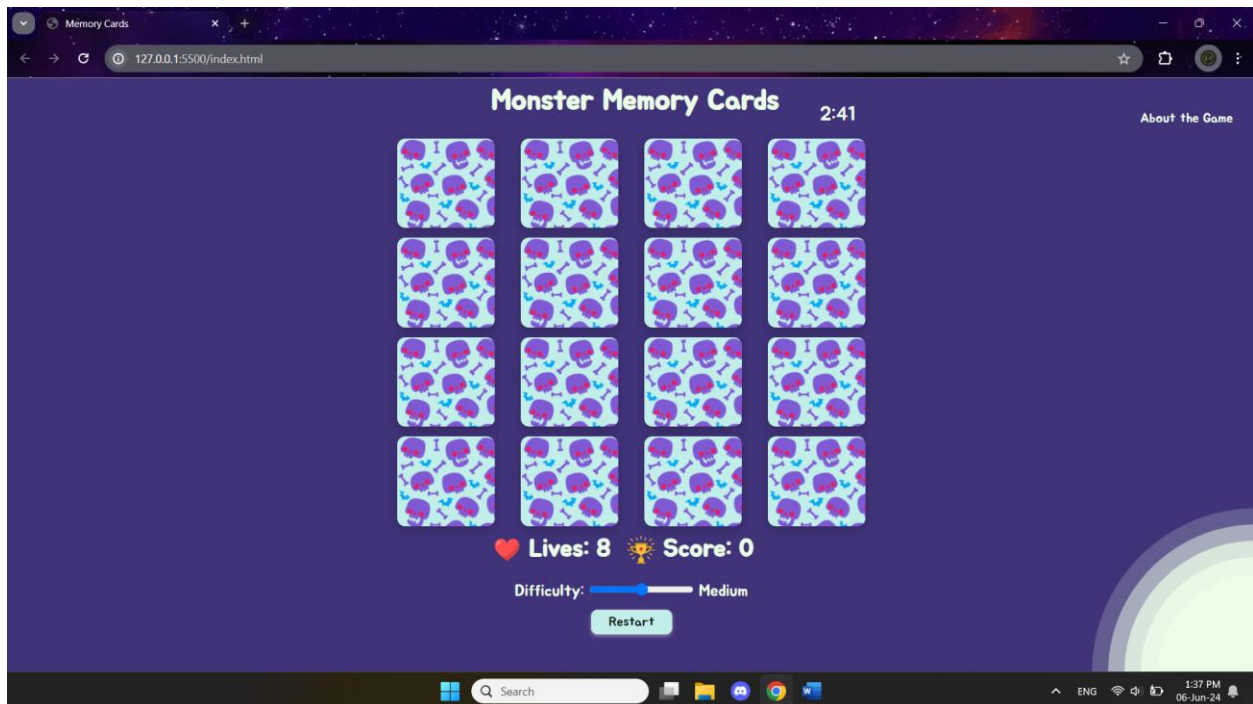 Memory Cards
127.0.0.1:5500/index.html
Monster Memory Cards
2:41
About the Game
Lives: 8 Score: 0
Difficulty: Medium
Restart
Search
ENG
1:37 PM
06-Jun-24